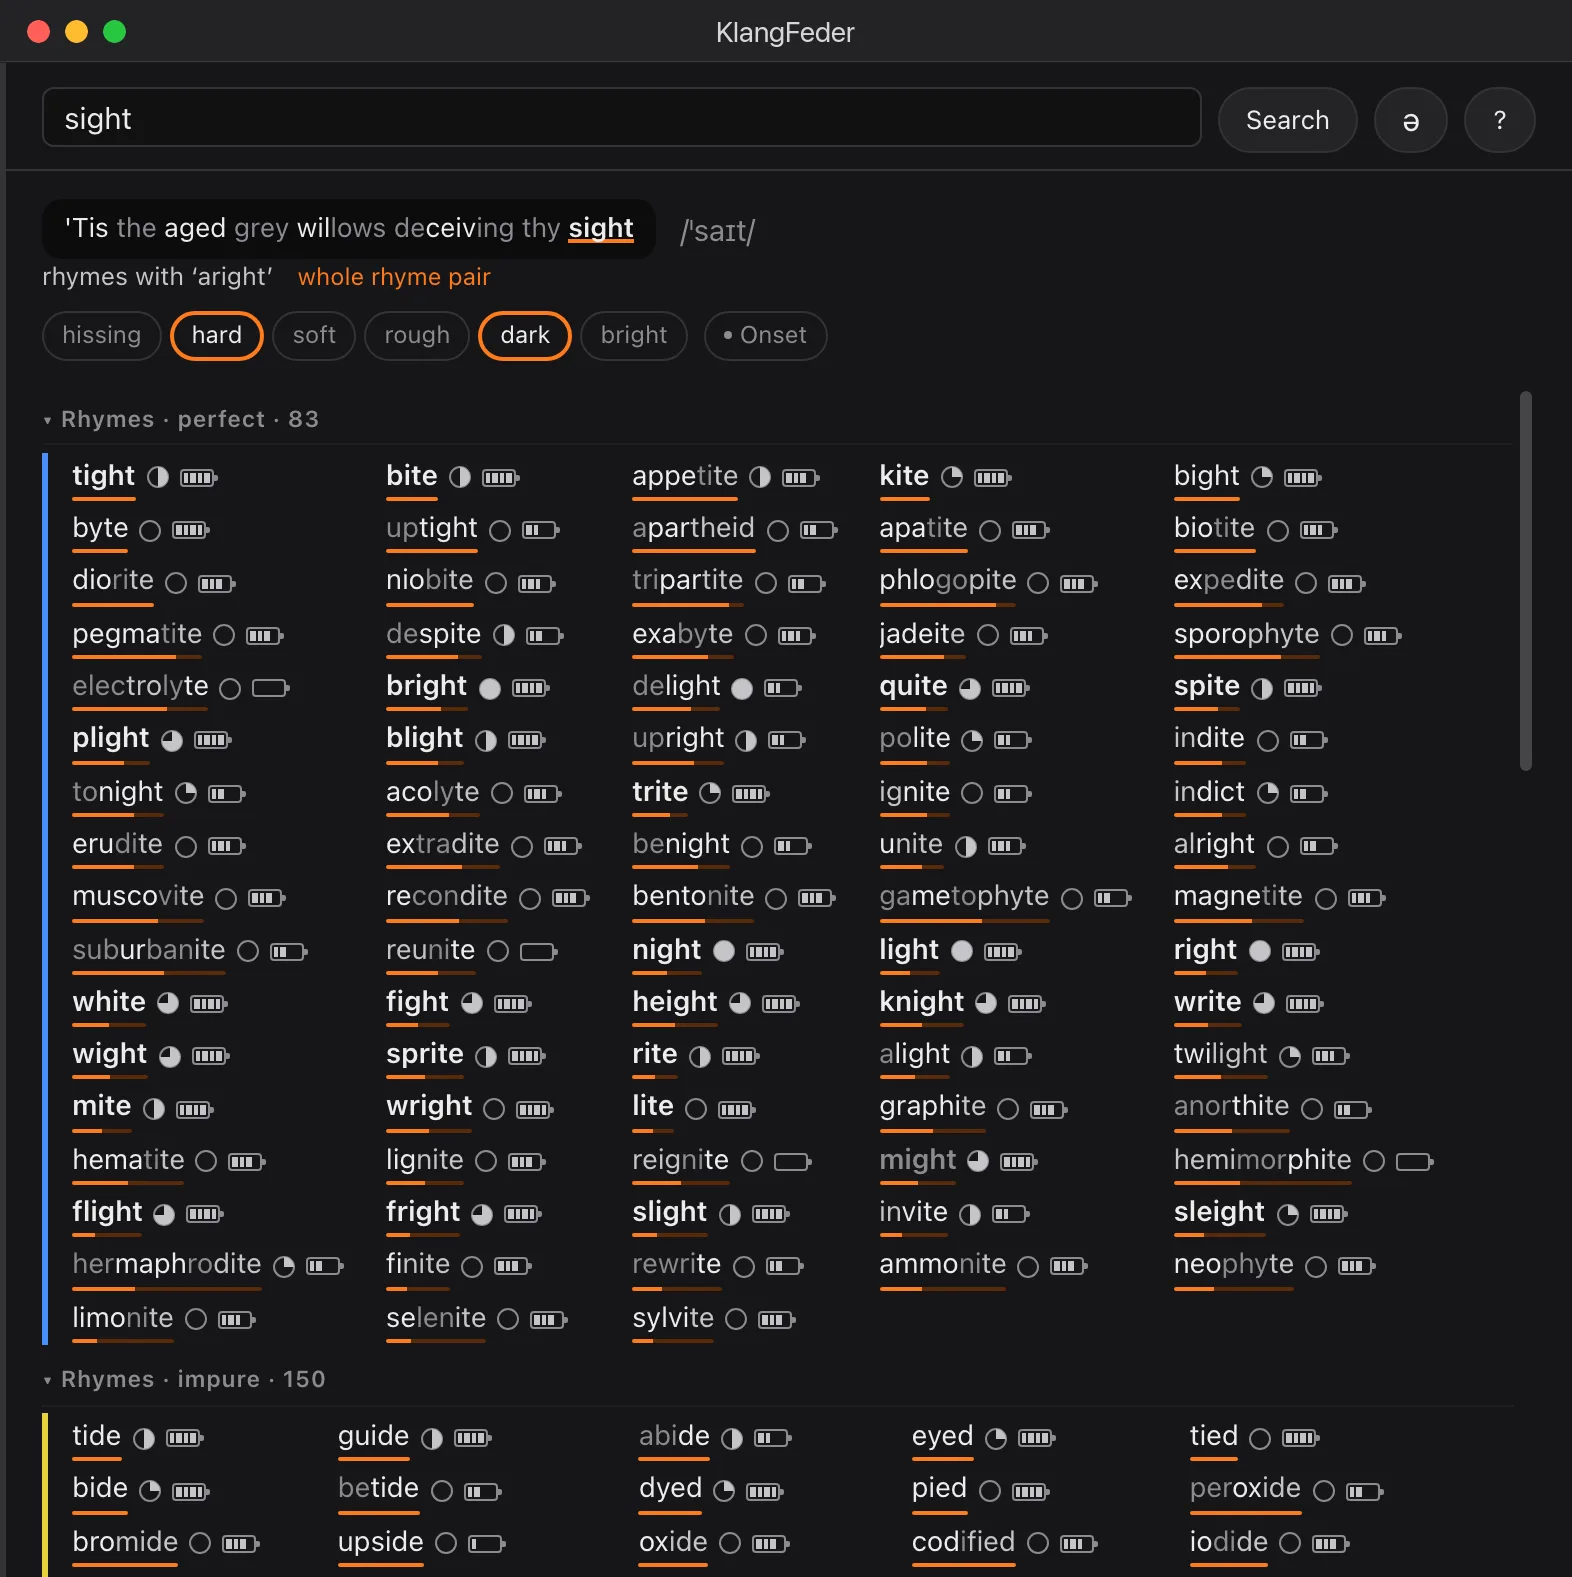 KlangFeder
sight Search ə ?
'Tis the aged grey willows deceiving thy sight /ˈsaɪt/
rhymes with ‘aright’ whole rhyme pair
hissing hard soft rough dark bright • Onset
▾ Rhymes · perfect · 83
tight bite appetite kite bight
byte uptight apartheid apatite biotite
diorite niobite tripartite phlogopite expedite
pegmatite despite exabyte jadeite sporophyte
electrolyte bright delight quite spite
plight blight upright polite indite
tonight acolyte trite ignite indict
erudite extradite benight unite alright
muscovite recondite bentonite gametophyte magnetite
suburbanite reunite night light right
white fight height knight write
wight sprite rite alight twilight
mite wright lite graphite anorthite
hematite lignite reignite might hemimorphite
flight fright slight invite sleight
hermaphrodite finite rewrite ammonite neophyte
limonite selenite sylvite
▾ Rhymes · impure · 150
tide guide abide eyed tied
bide betide dyed pied peroxide
bromide upside oxide codified iodide